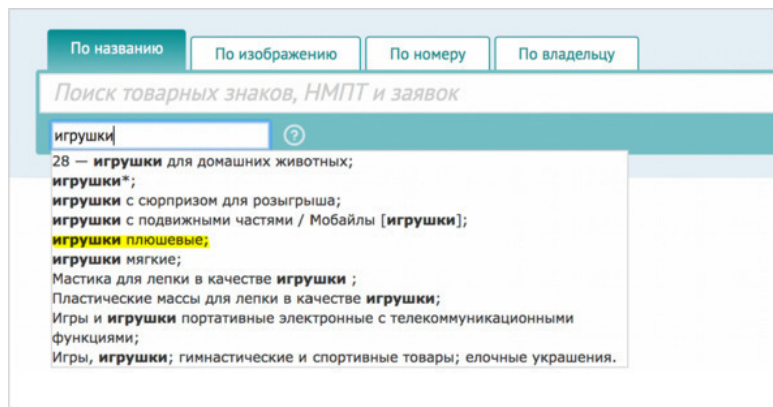 По названию По изображению По номеру По владельцу
Поиск товарных знаков, НМПТ и заявок
игрушки ?
28 — игрушки для домашних животных;
игрушки*;
игрушки с сюрпризом для розыгрыша;
игрушки с подвижными частями / Мобайлы [игрушки];
игрушки плюшевые;
игрушки мягкие;
Мастика для лепки в качестве игрушки ;
Пластические массы для лепки в качестве игрушки;
Игры и игрушки портативные электронные с телекоммуникационными
функциями;
Игры, игрушки; гимнастические и спортивные товары; елочные украшения.